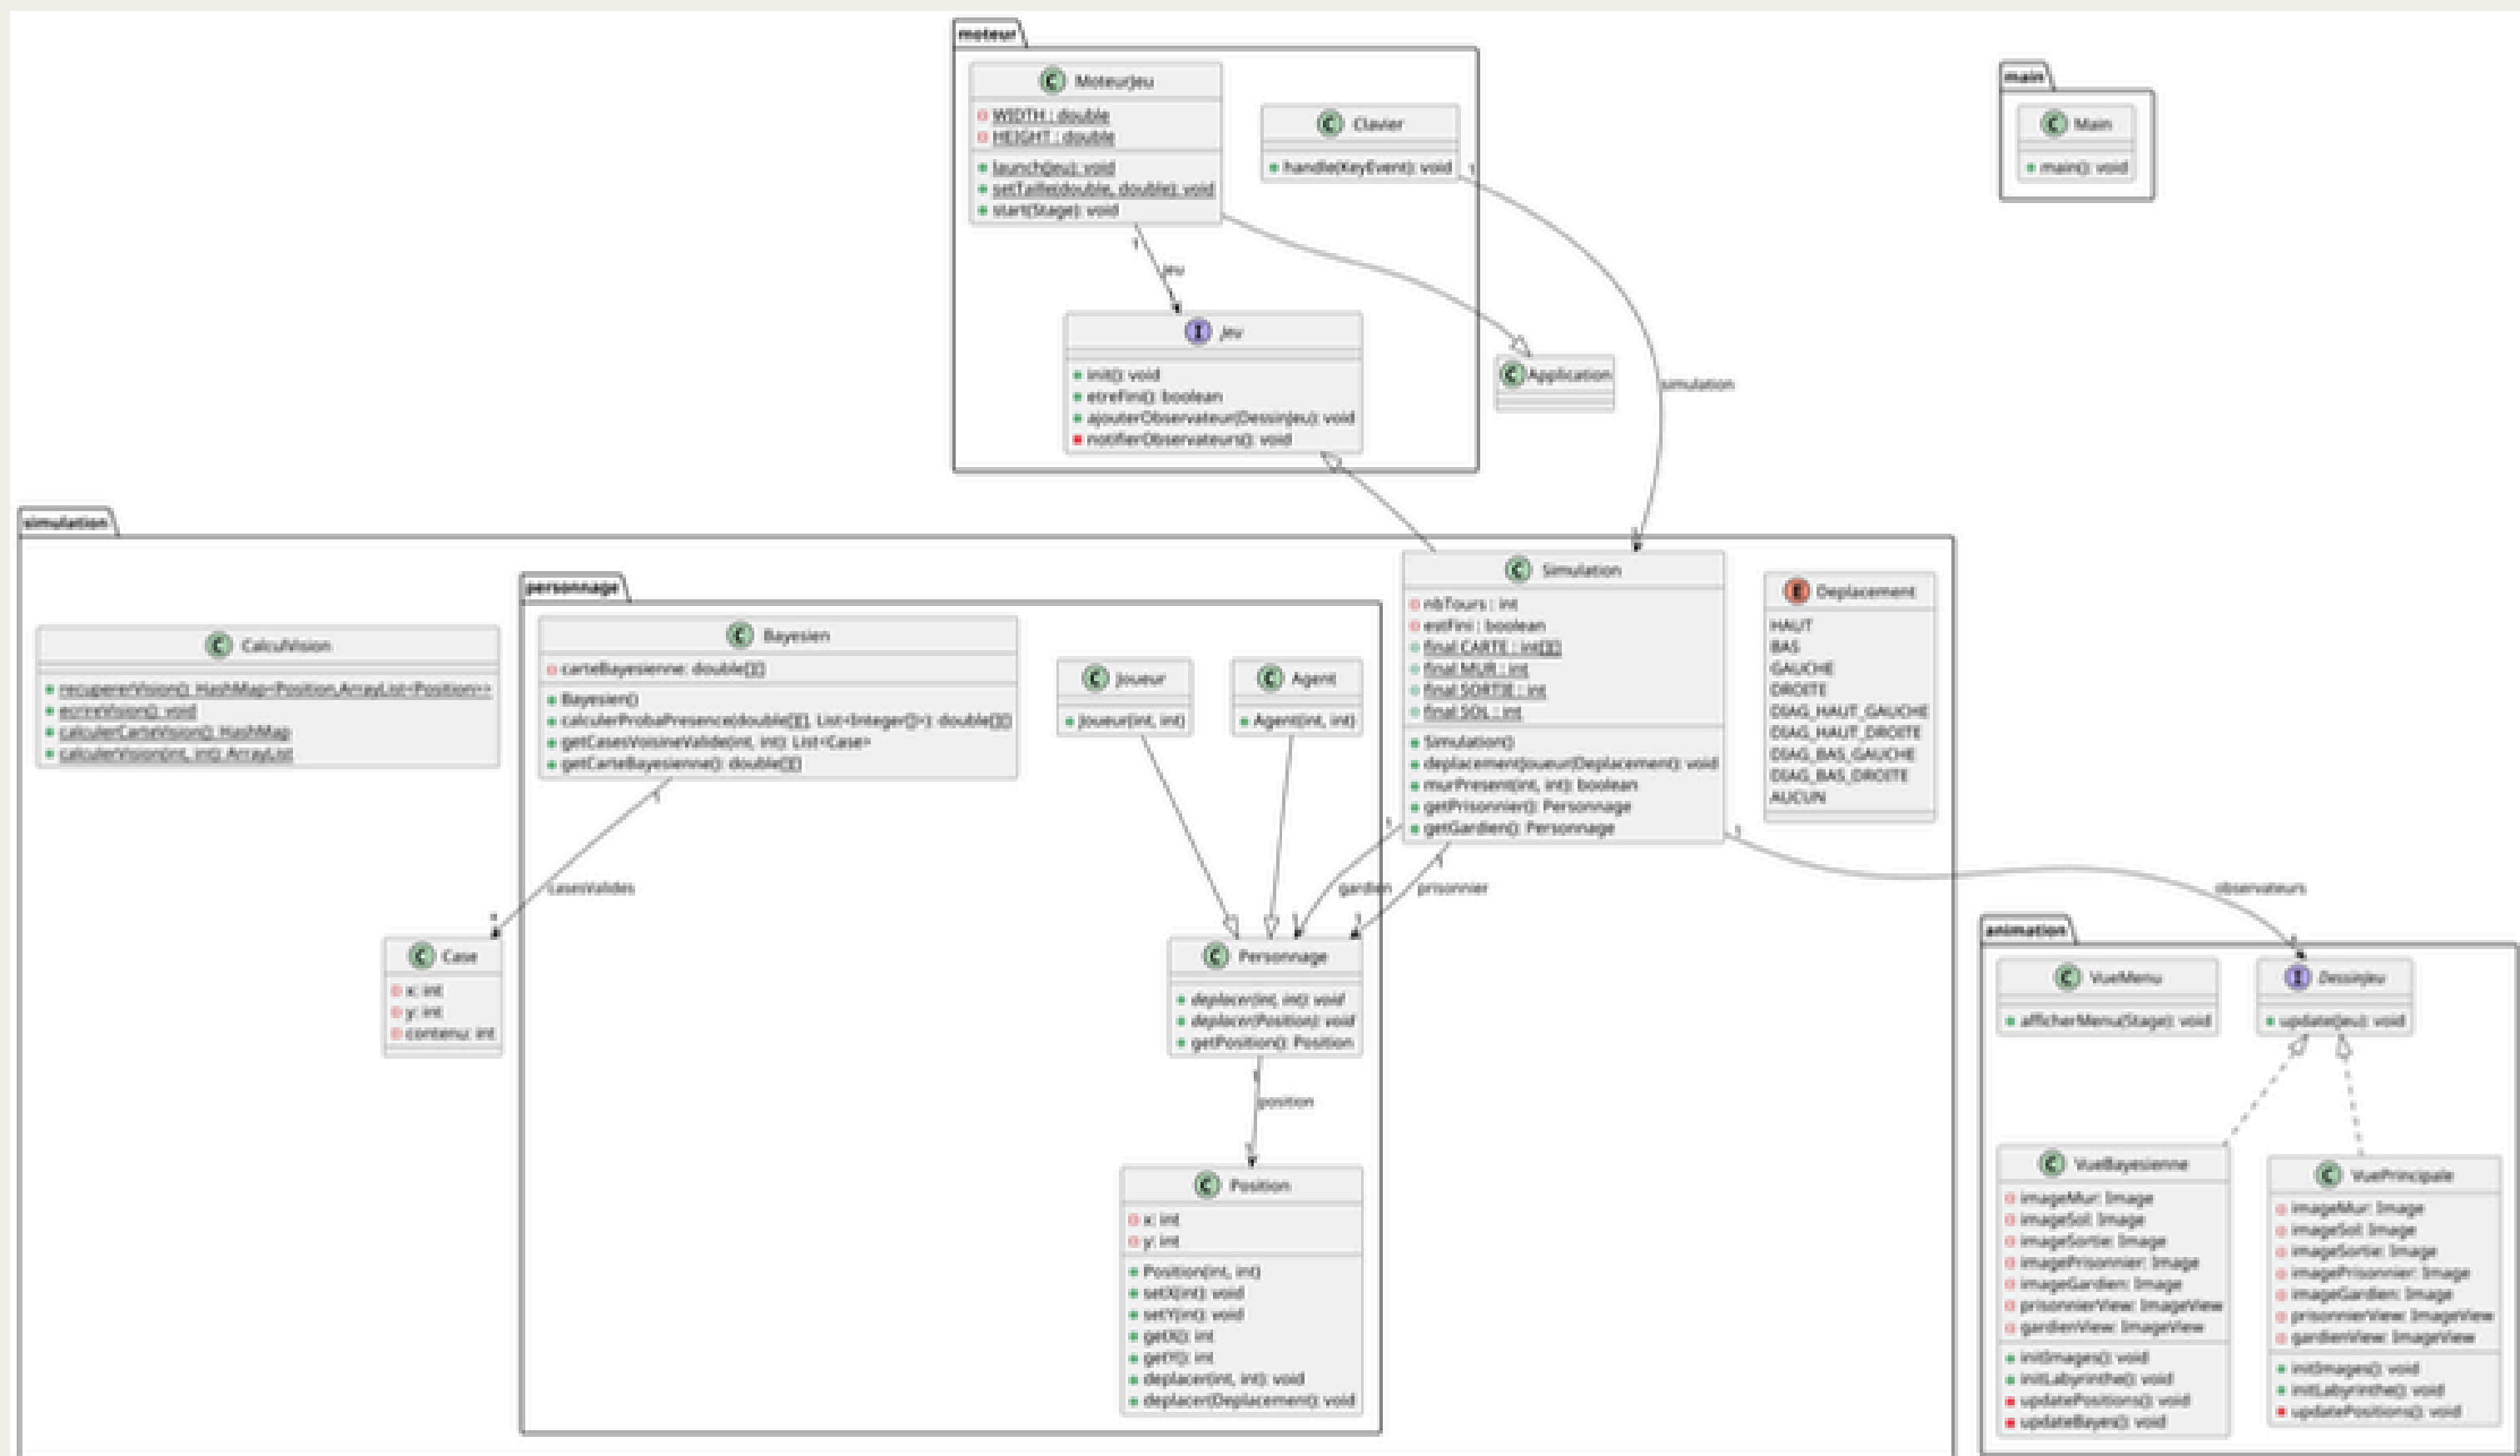 moteur
C MoteurJeu
WIDTH : double
HEIGHT : double
launch(Jeu): void
setTaille(double, double): void
start(Stage): void
C Clavier
handle(KeyEvent): void
1
1
jeu
I Jeu
init(): void
etreFini(): boolean
ajouterObservateur(DessinJeu): void
notifierObservateurs(): void
C Application
simulation
main
C Main
main(): void
simulation
C CalculVision
recupererVision(): HashMap<Position,ArrayList<Position>>
ecrireVision(): void
calculerCarteVision(): HashMap
calculerVision(int, int): ArrayList
personnage
C Bayesien
carteBayesienne: double[][]
Bayesien()
calculerProbaPresence(double[][], List<Integer[]>): double[][]
getCasesVoisineValide(int, int): List<Case>
getCarteBayesienne(): double[][]
C Joueur
Joueur(int, int)
C Agent
Agent(int, int)
C Simulation
nbTours : int
estFini : boolean
final CARTE : int[][]
final MUR : int
final SORTIE : int
final SOL : int
Simulation()
deplacementJoueur(Deplacement): void
murPresent(int, int): boolean
getPrisonnier(): Personnage
getGardien(): Personnage
E Deplacement
HAUT
BAS
GAUCHE
DROITE
DIAG_HAUT_GAUCHE
DIAG_HAUT_DROITE
DIAG_BAS_GAUCHE
DIAG_BAS_DROITE
AUCUN
1
1
1
1
casesValides
gardien
prisonnier
observateurs
1
1
C Case
x: int
y: int
contenu: int
C Personnage
deplacer(int, int): void
deplacer(Position): void
getPosition(): Position
1
position
1
C Position
x: int
y: int
Position(int, int)
setX(int): void
setY(int): void
getX(): int
getY(): int
deplacer(int, int): void
deplacer(Deplacement): void
animation
C VueMenu
afficherMenu(Stage): void
I DessinJeu
update(Jeu): void
C VueBayesienne
imageMur: Image
imageSol: Image
imageSortie: Image
imagePrisonnier: Image
imageGardien: Image
prisonnierView: ImageView
gardienView: ImageView
initImages(): void
initLabyrinthe(): void
updatePositions(): void
updateBayes(): void
C VuePrincipale
imageMur: Image
imageSol: Image
imageSortie: Image
imagePrisonnier: Image
imageGardien: Image
prisonnierView: ImageView
gardienView: ImageView
initImages(): void
initLabyrinthe(): void
updatePositions(): void